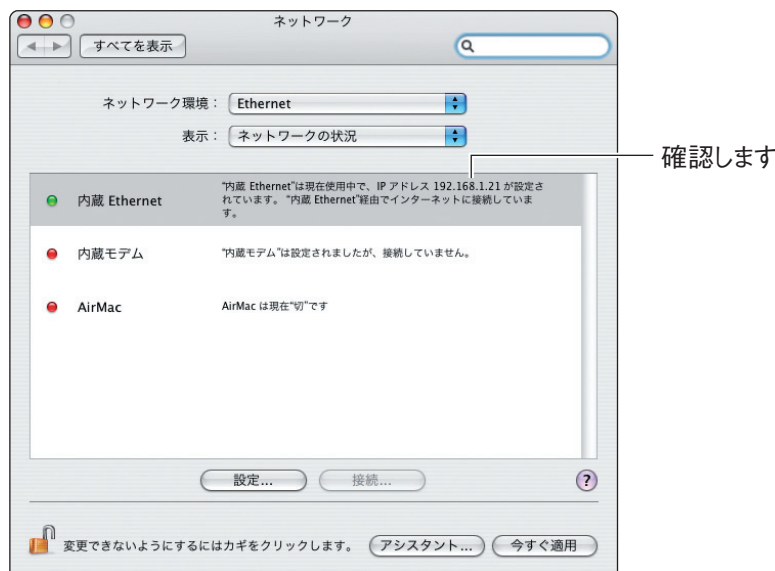 ネットワーク
すべてを表示
ネットワーク環境： Ethernet
表示： ネットワークの状況
確認します
内蔵 Ethernet
“内蔵 Ethernet”は現在使用中で、IP アドレス 192.168.1.21 が設定さ
れています。 “内蔵 Ethernet”経由でインターネットに接続していま
す。
内蔵モデム
“内蔵モデム”は設定されましたが、接続していません。
AirMac
AirMac は現在“切”です
設定... 接続... ?
変更できないようにするにはカギをクリックします。 アシスタント... 今すぐ適用